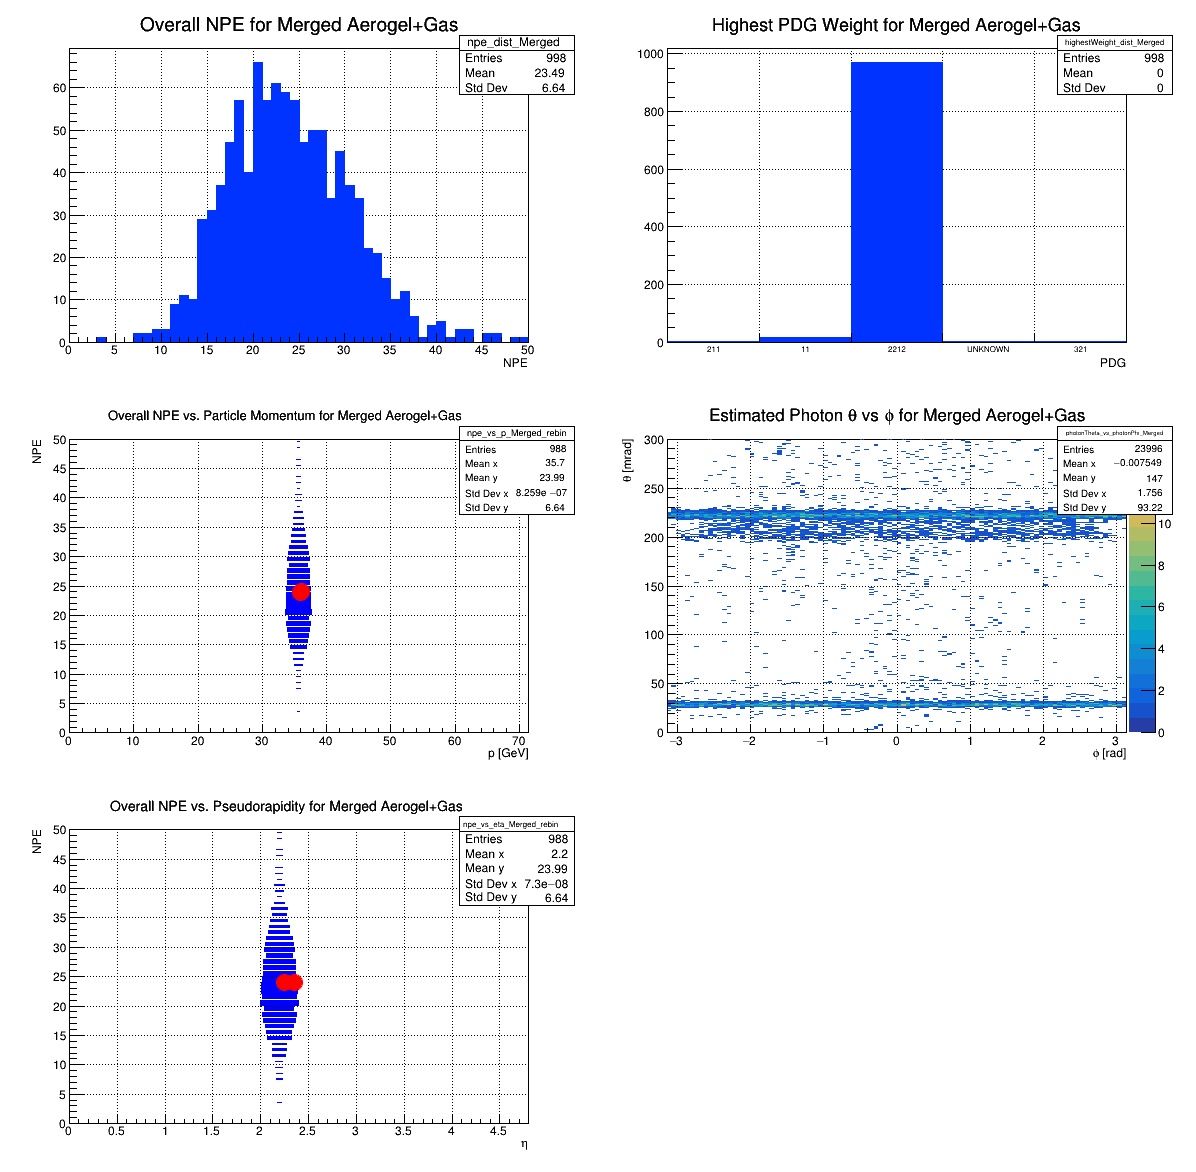 Overall NPE for Merged Aerogel+Gas
npe_dist_Merged
Entries 998
Mean 23.49
Std Dev 6.64
60
50
40
30
20
10
0
0 5 10 15 20 25 30 35 40 45 50
NPE
Highest PDG Weight for Merged Aerogel+Gas
highestWeight_dist_Merged
Entries 998
Mean 0
Std Dev 0
1000
800
600
400
200
0
211 11 2212 UNKNOWN 321
PDG
Overall NPE vs. Particle Momentum for Merged Aerogel+Gas
npe_vs_p_Merged_rebin
Entries 988
Mean x 35.7
Mean y 23.99
Std Dev x 8.259e −07
Std Dev y 6.64
NPE
50
45
40
35
30
25
20
15
10
5
0
0 10 20 30 40 50 60 70
p [GeV]
Estimated Photon θ vs ϕ for Merged Aerogel+Gas
photonTheta_vs_photonPhi_Merged
Entries 23996
Mean x −0.007549
Mean y 147
Std Dev x 1.756
Std Dev y 93.22
θ [mrad]
300
250
200
150
100
50
0
−3 −2 −1 0 1 2 3
ϕ [rad]
10
8
6
4
2
0
Overall NPE vs. Pseudorapidity for Merged Aerogel+Gas
npe_vs_eta_Merged_rebin
Entries 988
Mean x 2.2
Mean y 23.99
Std Dev x 7.3e−08
Std Dev y 6.64
NPE
50
45
40
35
30
25
20
15
10
5
0
0 0.5 1 1.5 2 2.5 3 3.5 4 4.5
η